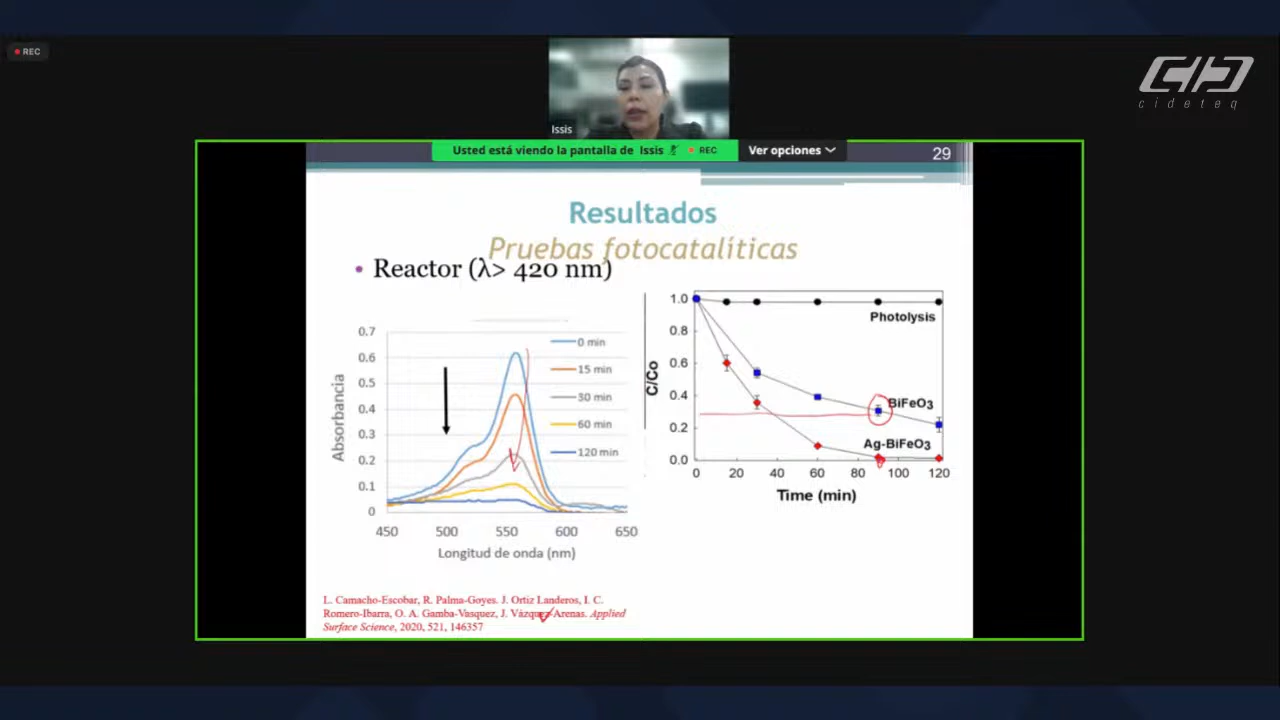 REC
cideteq
Issis
Usted está viendo la pantalla de Issis
REC
Ver opciones
29
Resultados
Pruebas fotocatalíticas
• Reactor (λ> 420 nm)
Absorbancia
0.7
0.6
0.5
0.4
0.3
0.2
0.1
0
450 500 550 600 650
Longitud de onda (nm)
0 min
15 min
30 min
60 min
120 min
C/Co
1.0
0.8
0.6
0.4
0.2
0.0
0 20 40 60 80 100 120
Time (min)
Photolysis
BiFeO3
Ag-BiFeO3
L. Camacho-Escobar, R. Palma-Goyes. J. Ortiz Landeros, I. C.
Romero-Ibarra, O. A. Gamba-Vasquez, J. Vázquez-Arenas. Applied
Surface Science, 2020, 521, 146357